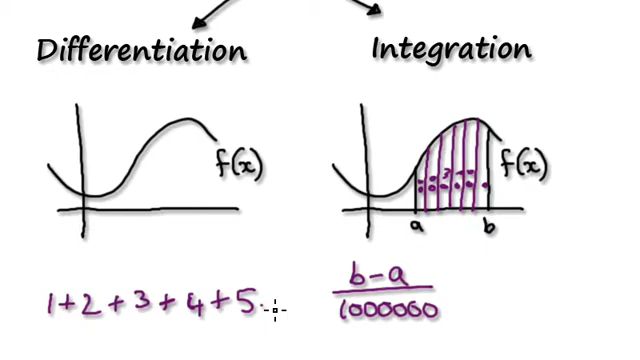 Differentiation
Integration
f(x)
f(x)
a
b
1+2+3+4+5.
b-a
1000000